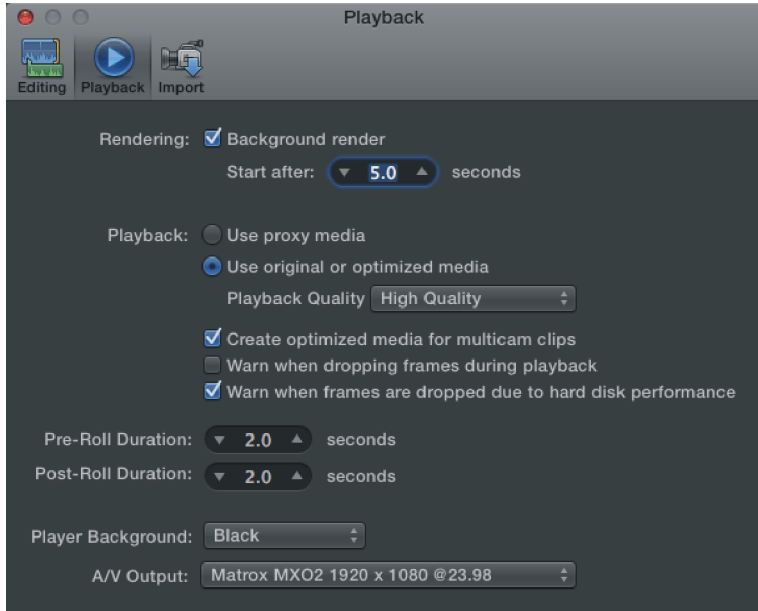 Playback
Editing Playback Import
Rendering: Background render
Start after: 5.0 seconds
Playback: Use proxy media
Use original or optimized media
Playback Quality High Quality
Create optimized media for multicam clips
Warn when dropping frames during playback
Warn when frames are dropped due to hard disk performance
Pre-Roll Duration: 2.0 seconds
Post-Roll Duration: 2.0 seconds
Player Background: Black
A/V Output: Matrox MXO2 1920 x 1080 @23.98